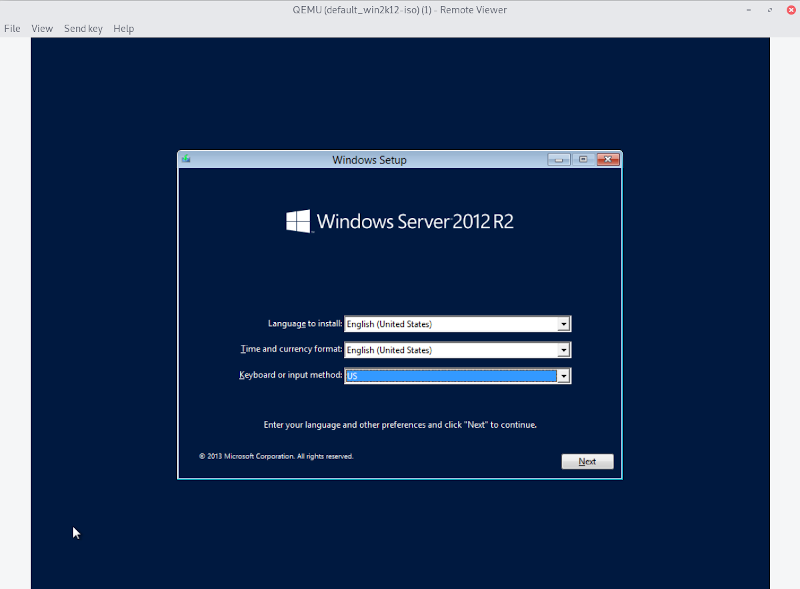 QEMU (default_win2k12-iso) (1) - Remote Viewer
File View Send key Help
Windows Setup
Windows Server 2012 R2
Language to install: English (United States)
Time and currency format: English (United States)
Keyboard or input method: US
Enter your language and other preferences and click "Next" to continue.
© 2013 Microsoft Corporation. All rights reserved.
Next